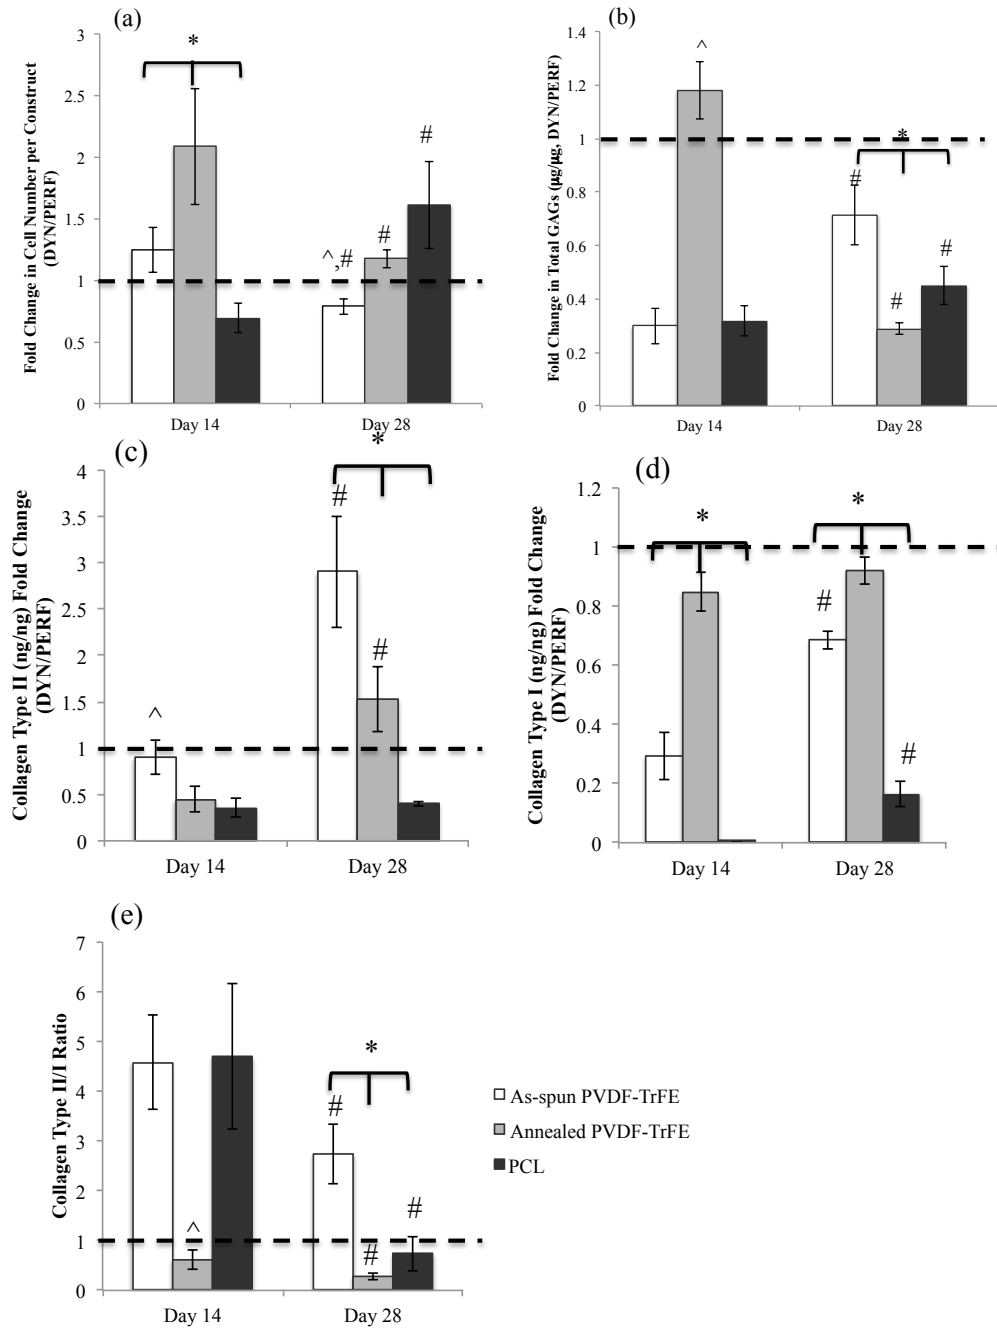 (a)
Fold Change in Cell Number per Construct
(DYN/PERF)
3
2.5
2
1.5
1
0.5
0
*
^,#
#
#
Day 14
Day 28
(b)
Fold Change in Total GAGs (µg/µg, DYN/PERF)
1.4
1.2
1
0.8
0.6
0.4
0.2
0
^
*
#
#
#
Day 14
Day 28
(c)
Collagen Type II (ng/ng) Fold Change
(DYN/PERF)
4
3.5
3
2.5
2
1.5
1
0.5
0
*
^
#
#
Day 14
Day 28
(d)
Collagen Type I (ng/ng) Fold Change
(DYN/PERF)
1.2
1
0.8
0.6
0.4
0.2
0
*
*
#
#
Day 14
Day 28
(e)
Collagen Type II/I Ratio
7
6
5
4
3
2
1
0
^
*
#
#
#
Day 14
Day 28
As-spun PVDF-TrFE
Annealed PVDF-TrFE
PCL